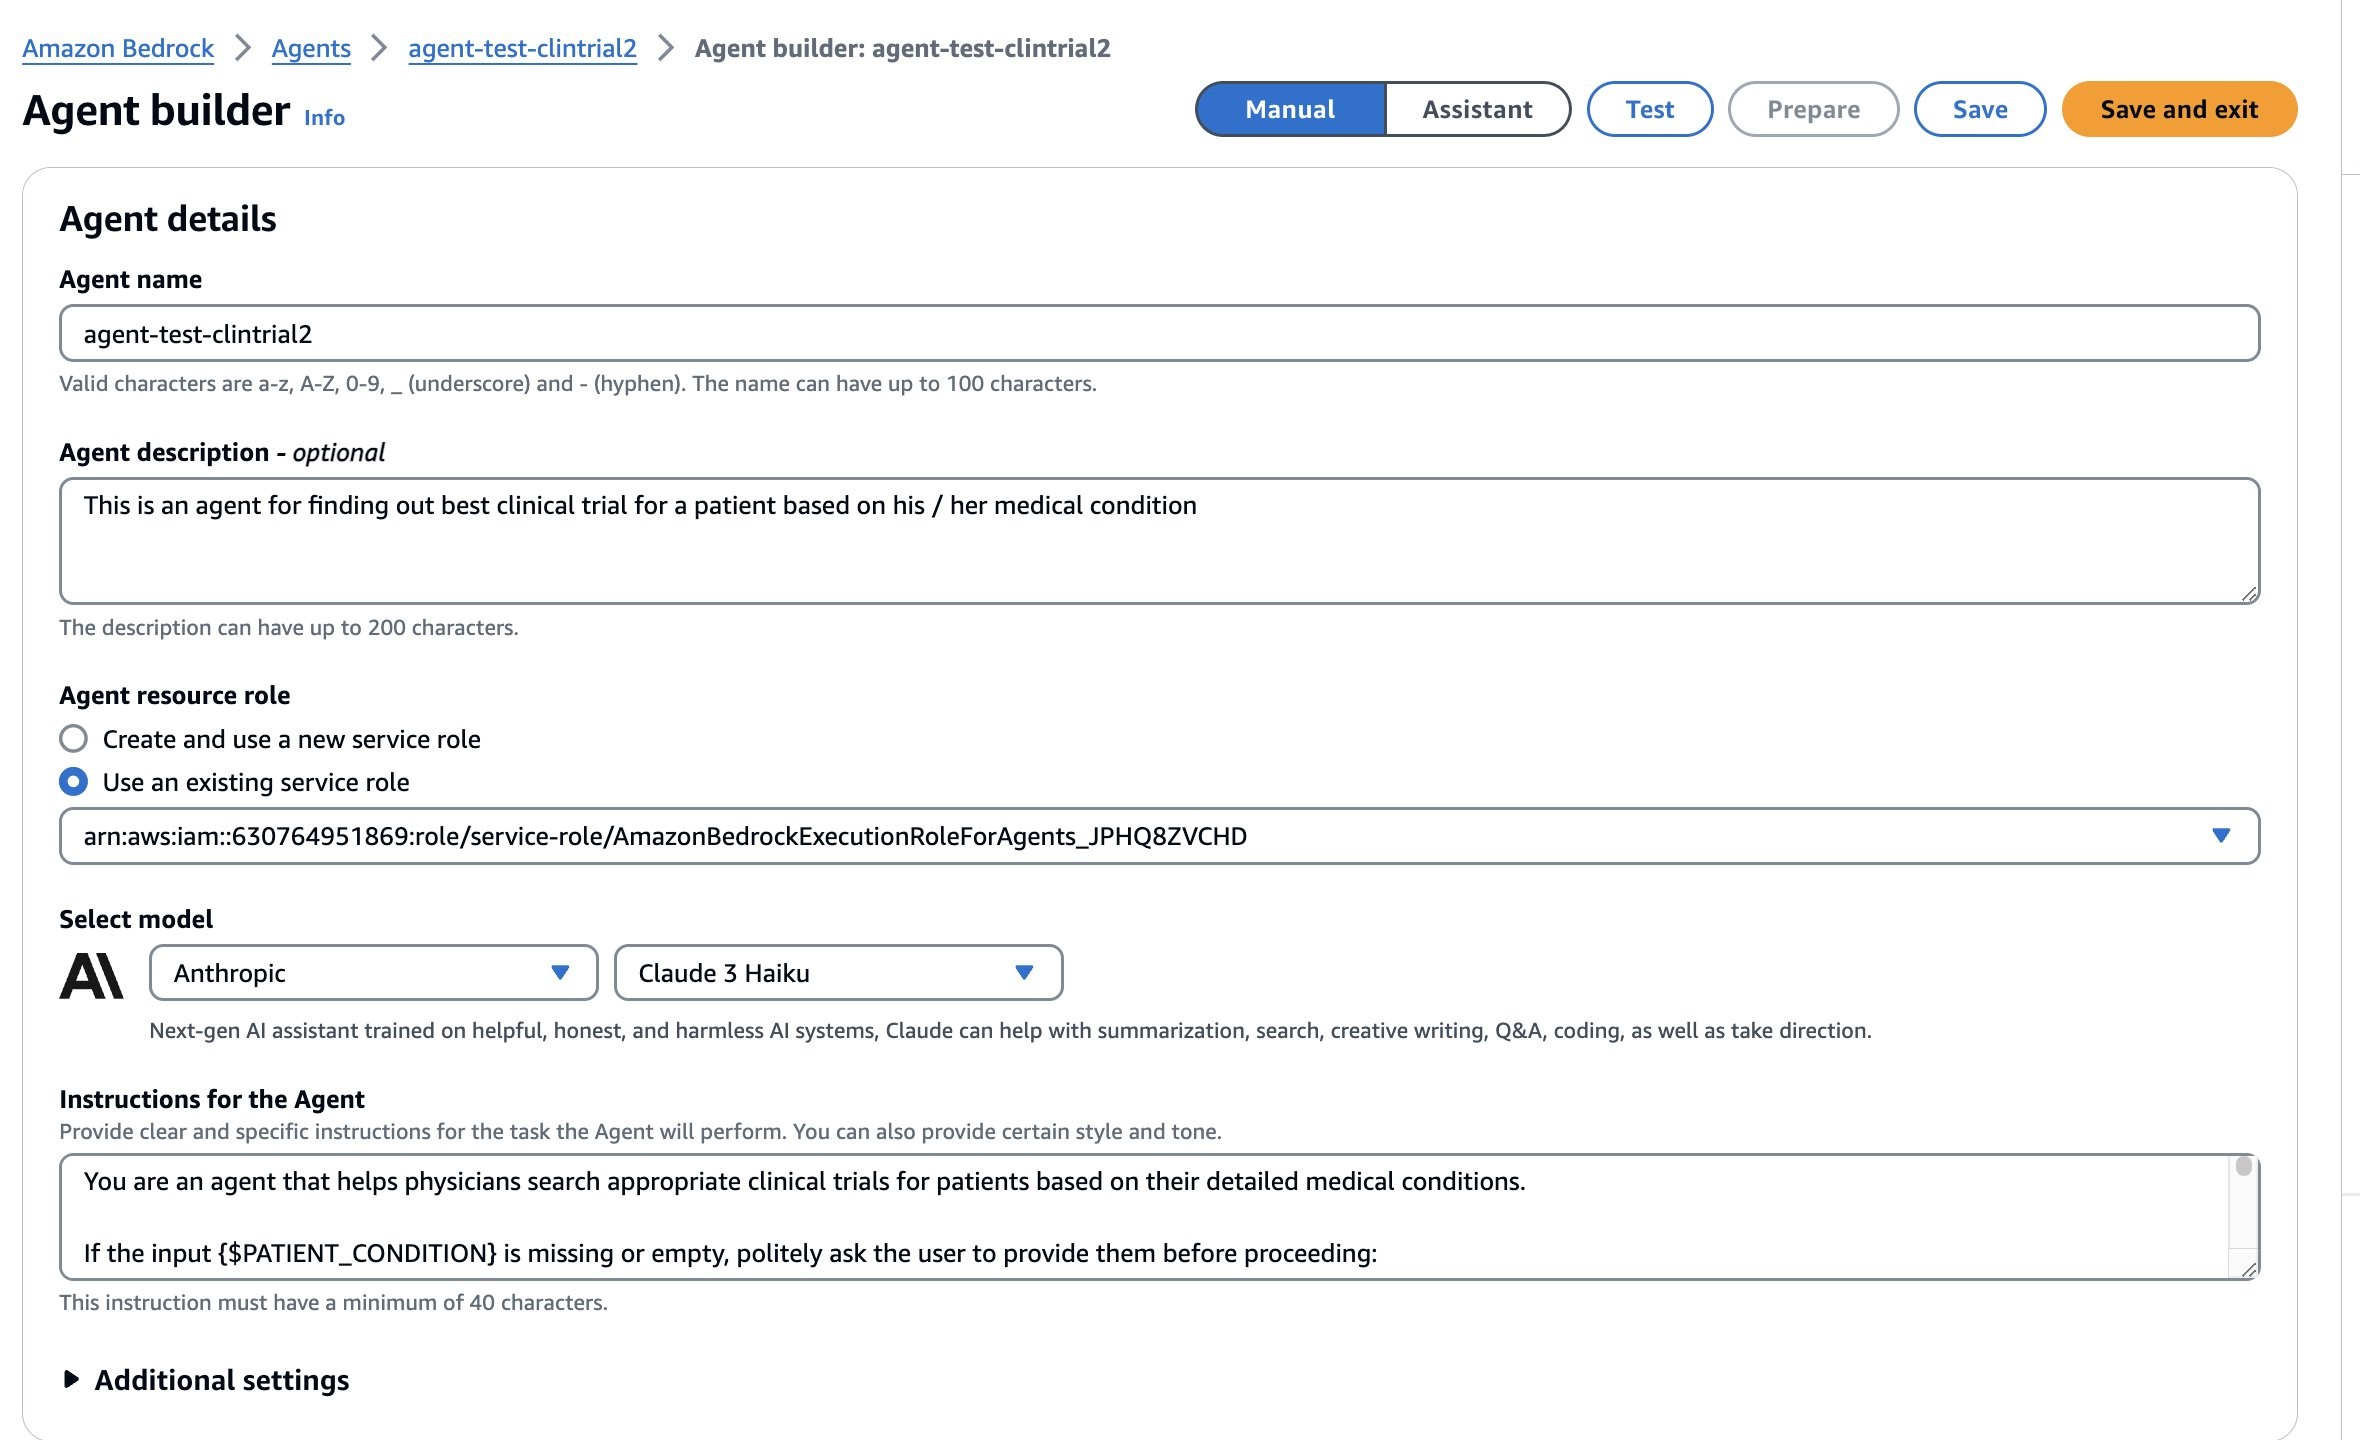 Amazon Bedrock > Agents > agent-test-clintrial2 > Agent builder: agent-test-clintrial2
Agent builder Info
Manual Assistant Test Prepare Save Save and exit
Agent details
Agent name
agent-test-clintrial2
Valid characters are a-z, A-Z, 0-9, _ (underscore) and - (hyphen). The name can have up to 100 characters.
Agent description - optional
This is an agent for finding out best clinical trial for a patient based on his / her medical condition
The description can have up to 200 characters.
Agent resource role
Create and use a new service role
Use an existing service role
arn:aws:iam::630764951869:role/service-role/AmazonBedrockExecutionRoleForAgents_JPHQ8ZVCHD
Select model
Anthropic Claude 3 Haiku
Next-gen AI assistant trained on helpful, honest, and harmless AI systems, Claude can help with summarization, search, creative writing, Q&A, coding, as well as take direction.
Instructions for the Agent
Provide clear and specific instructions for the task the Agent will perform. You can also provide certain style and tone.
You are an agent that helps physicians search appropriate clinical trials for patients based on their detailed medical conditions.
If the input {$PATIENT_CONDITION} is missing or empty, politely ask the user to provide them before proceeding:
This instruction must have a minimum of 40 characters.
Additional settings